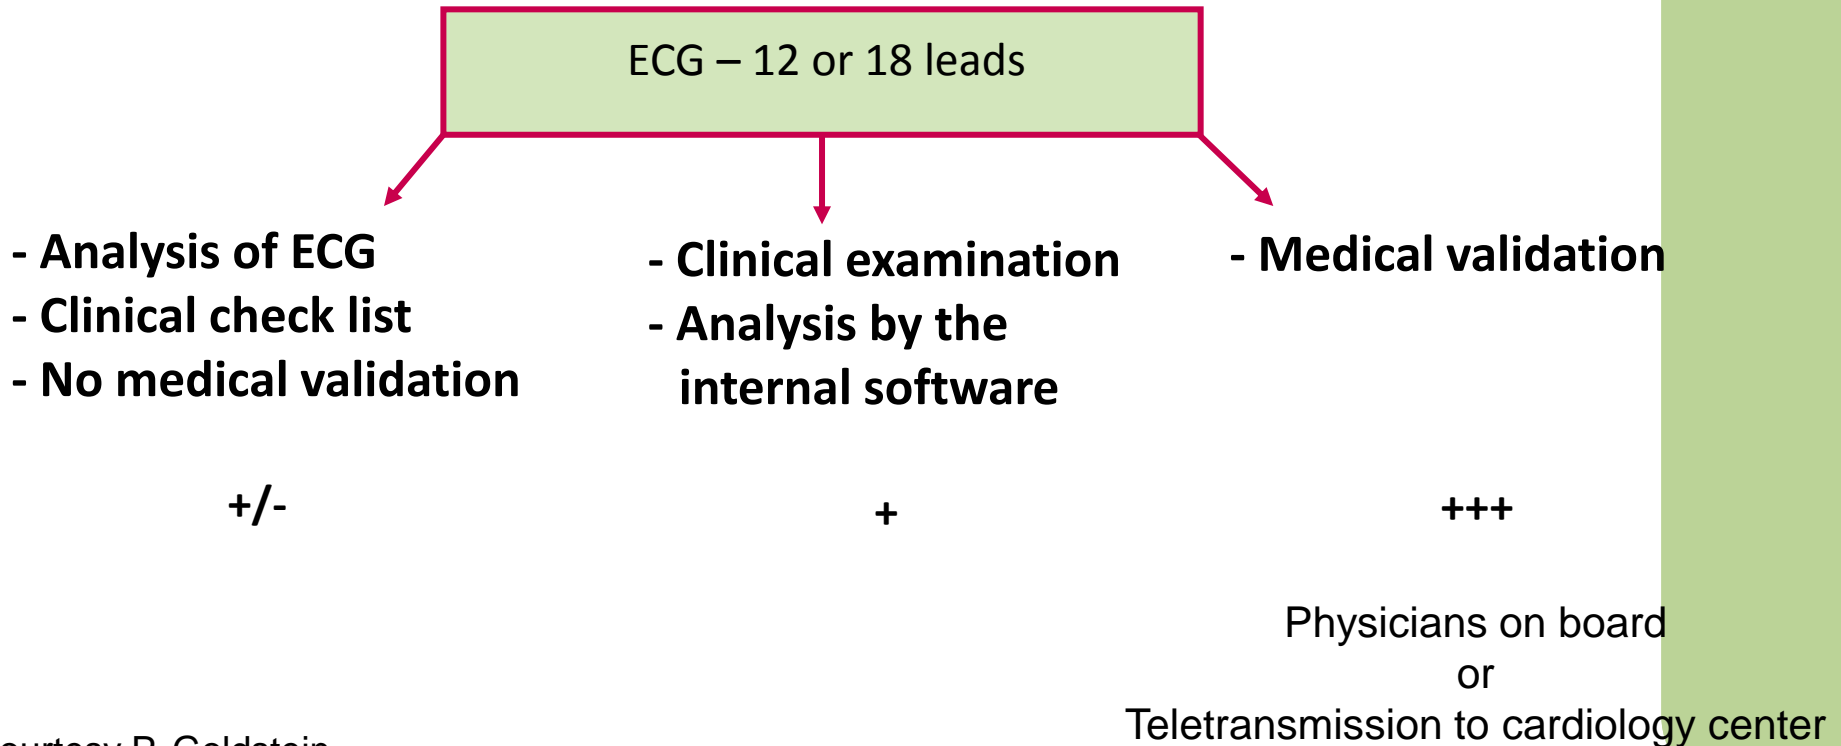 ECG – 12 or 18 leads
- Analysis of ECG
- Clinical check list
- No medical validation
- Clinical examination
- Analysis by the
internal software
- Medical validation
+/-
+
+++
Physicians on board
or
Teletransmission to cardiology center